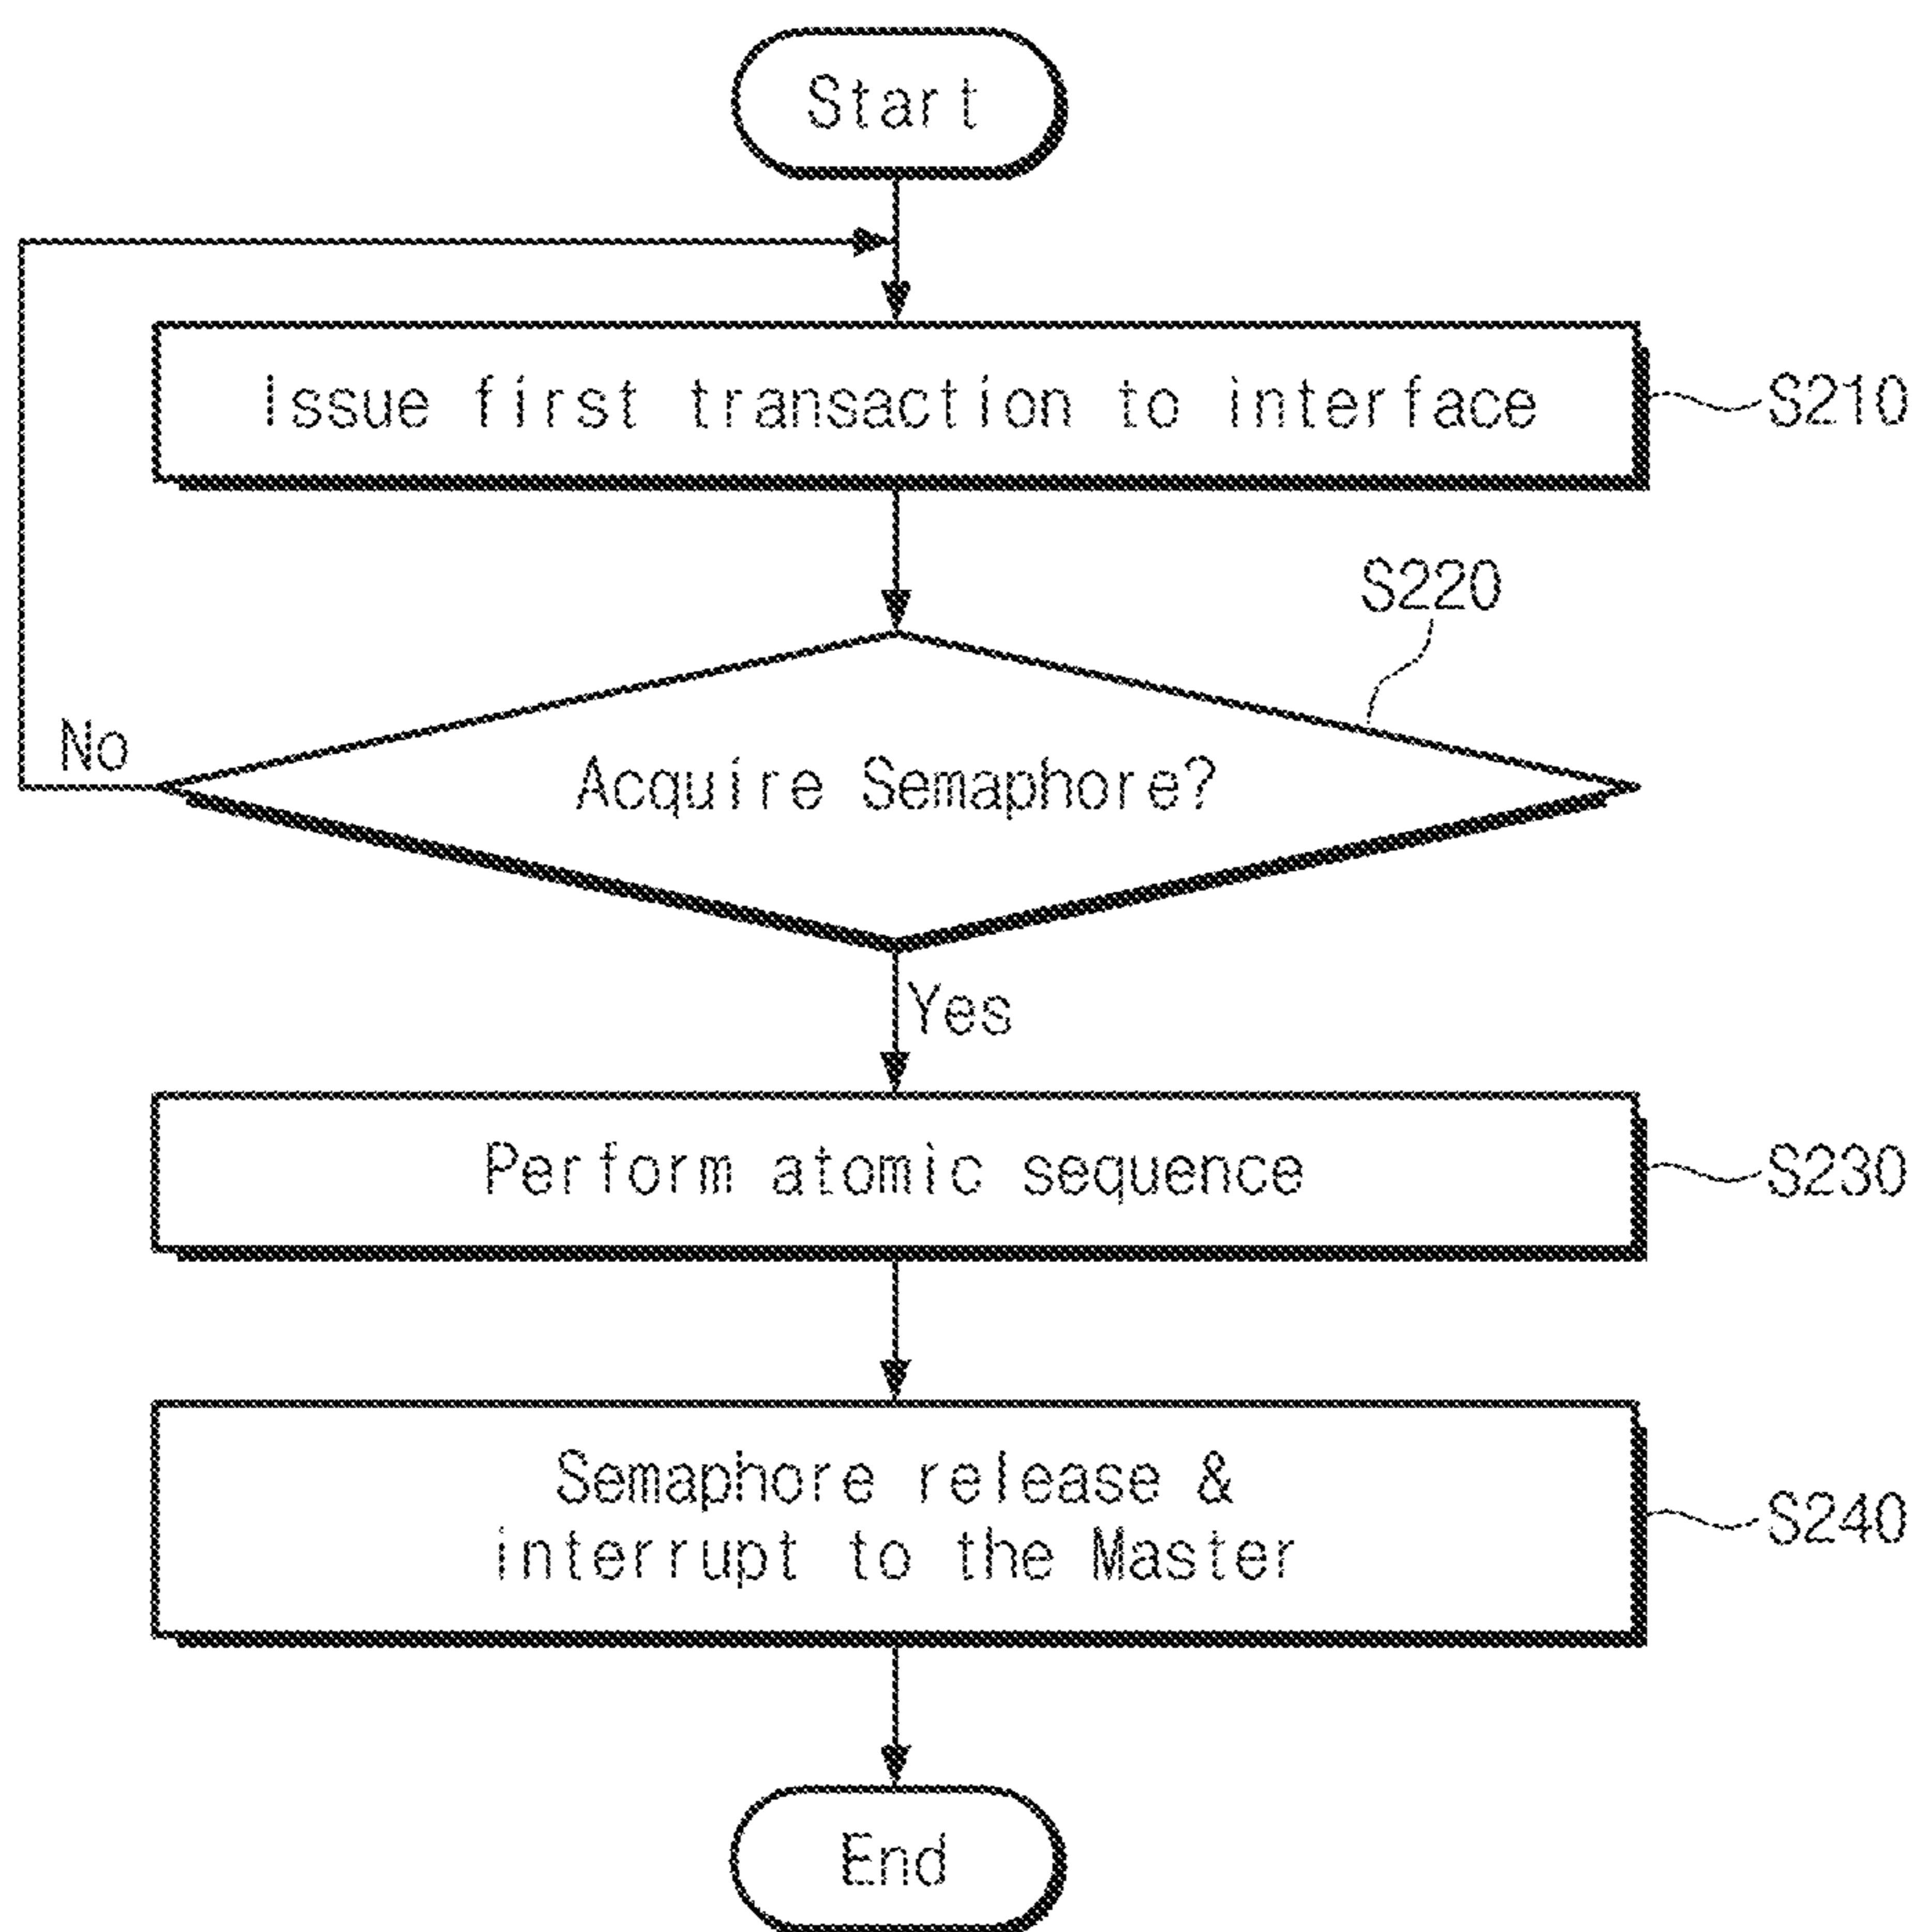 Start
Issue first transaction to interface
S210
S220
No
Acquire Semaphore?
Yes
Perform atomic sequence
S230
Semaphore release &
interrupt to the Master
S240
End